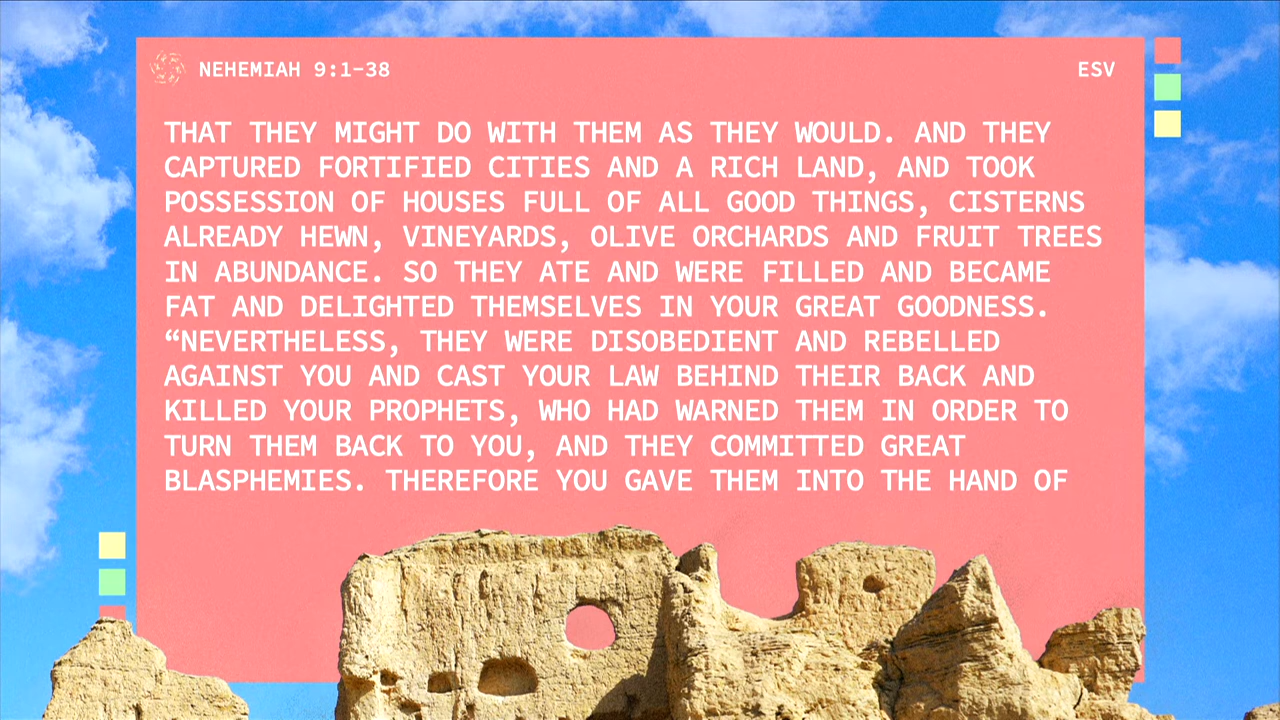 NEHEMIAH 9:1–38
ESV
THAT THEY MIGHT DO WITH THEM AS THEY WOULD. AND THEY
CAPTURED FORTIFIED CITIES AND A RICH LAND, AND TOOK
POSSESSION OF HOUSES FULL OF ALL GOOD THINGS, CISTERNS
ALREADY HEWN, VINEYARDS, OLIVE ORCHARDS AND FRUIT TREES
IN ABUNDANCE. SO THEY ATE AND WERE FILLED AND BECAME
FAT AND DELIGHTED THEMSELVES IN YOUR GREAT GOODNESS.
“NEVERTHELESS, THEY WERE DISOBEDIENT AND REBELLED
AGAINST YOU AND CAST YOUR LAW BEHIND THEIR BACK AND
KILLED YOUR PROPHETS, WHO HAD WARNED THEM IN ORDER TO
TURN THEM BACK TO YOU, AND THEY COMMITTED GREAT
BLASPHEMIES. THEREFORE YOU GAVE THEM INTO THE HAND OF